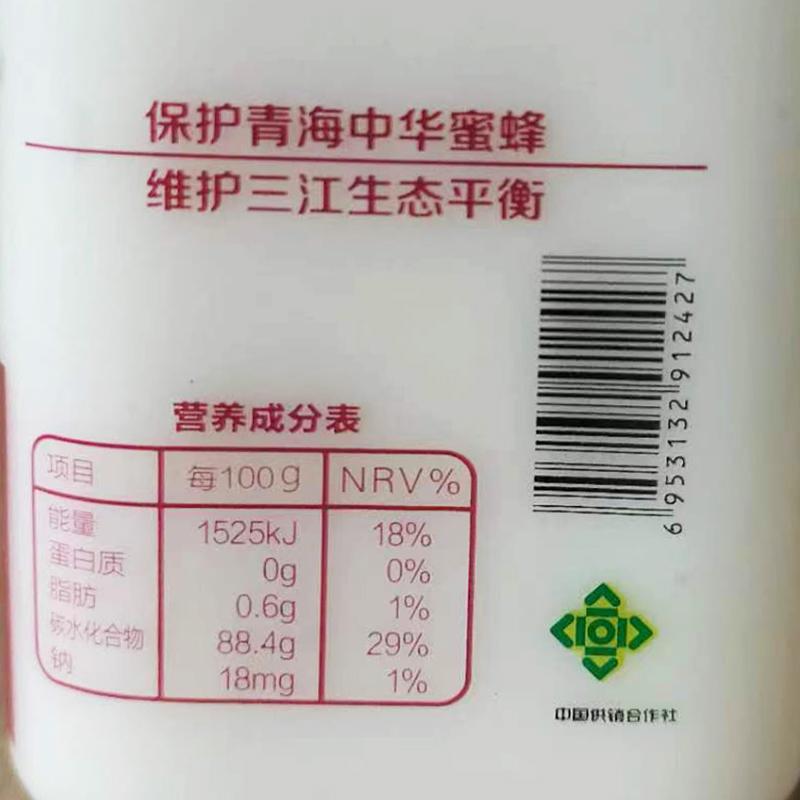 保护青海中华蜜蜂
维护三江生态平衡
6 953132 912427
营养成分表
项目 每100g NRV%
能量 1525kJ 18%
蛋白质 0g 0%
脂肪 0.6g 1%
碳水化合物 88.4g 29%
钠 18mg 1%
中国供销合作社